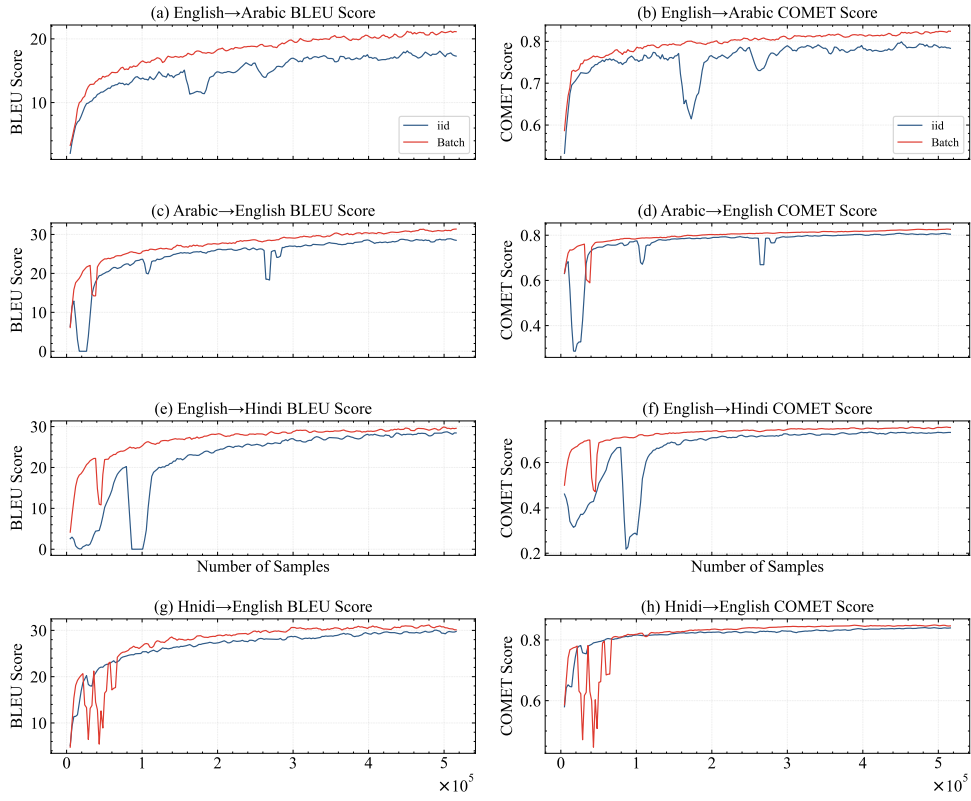 (a) English→Arabic BLEU Score
(b) English→Arabic COMET Score
BLEU Score
20
10
iid
Batch
COMET Score
0.8
0.7
0.6
iid
Batch
(c) Arabic→English BLEU Score
(d) Arabic→English COMET Score
BLEU Score
30
20
10
0
COMET Score
0.8
0.6
0.4
(e) English→Hindi BLEU Score
(f) English→Hindi COMET Score
BLEU Score
30
20
10
0
COMET Score
0.6
0.4
0.2
Number of Samples
Number of Samples
(g) Hnidi→English BLEU Score
(h) Hnidi→English COMET Score
BLEU Score
30
20
10
COMET Score
0.8
0.6
0 1 2 3 4 5
×10⁵
0 1 2 3 4 5
×10⁵